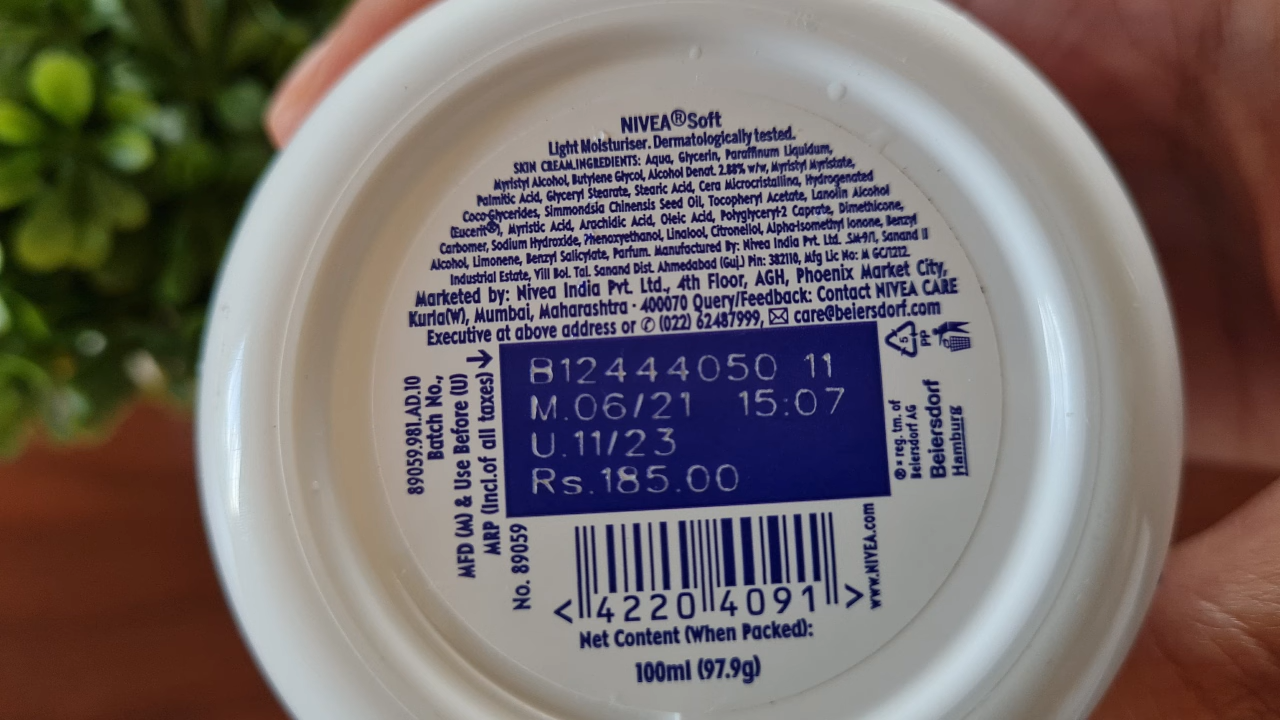 NIVEA®Soft
Light Moisturiser. Dermatologically tested.
SKIN CREAM.INGREDIENTS: Aqua, Glycerin, Paraffinum Liquidum,
Myristyl Alcohol, Butylene Glycol, Alcohol Denat. 2.88% w/w, Myristyl Myristate,
Palmitic Acid, Glyceryl Stearate, Stearic Acid, Cera Microcristallina, Hydrogenated
Coco-Glycerides, Simmondsia Chinensis Seed Oil, Tocopheryl Acetate, Lanolin Alcohol
(Eucerit®), Myristic Acid, Arachidic Acid, Oleic Acid, Polyglyceryl-2 Caprate, Dimethicone,
Carbomer, Sodium Hydroxide, Phenoxyethanol, Linalool, Citronellol, Alpha-Isomethyl Ionone, Benzyl
Alcohol, Limonene, Benzyl Salicylate, Parfum. Manufactured By: Nivea India Pvt. Ltd. SM-9/1, Sanand II
Industrial Estate, Vill Bol. Tal. Sanand Dist. Ahmedabad (Guj.) Pin: 382110, Mfg Lic No: M GC/1212.
Marketed by: Nivea India Pvt. Ltd., 4th Floor, AGH, Phoenix Market City,
Kurla(W), Mumbai, Maharashtra - 400070 Query/Feedback: Contact NIVEA CARE
Executive at above address or ✆ (022) 62487999, ✉ care@beiersdorf.com
89059.981.AD.10
Batch No.,
MFD (M) & Use Before (U)
MRP (Incl.of all taxes)
B12444050 11
M.06/21 15:07
U.11/23
Rs.185.00
5
PP
® = reg. tm. of
Beiersdorf AG
Beiersdorf
Hamburg
No. 89059
<4220 4091>
www.NIVEA.com
Net Content (When Packed):
100ml (97.9g)